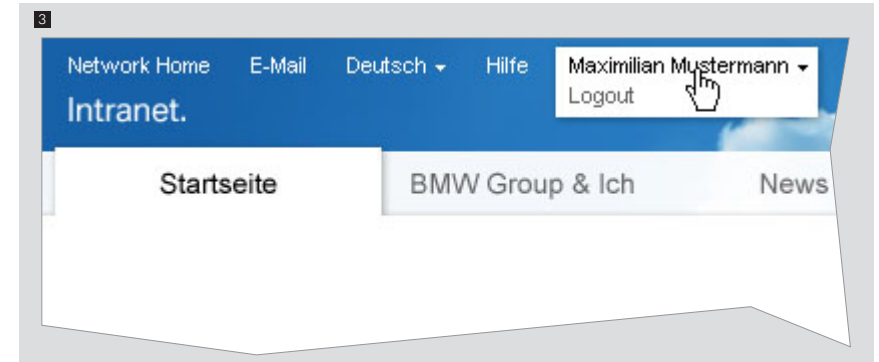 3
Network Home E-Mail Deutsch Hilfe Maximilian Mustermann
Logout
Intranet.
Startseite BMW Group & Ich News